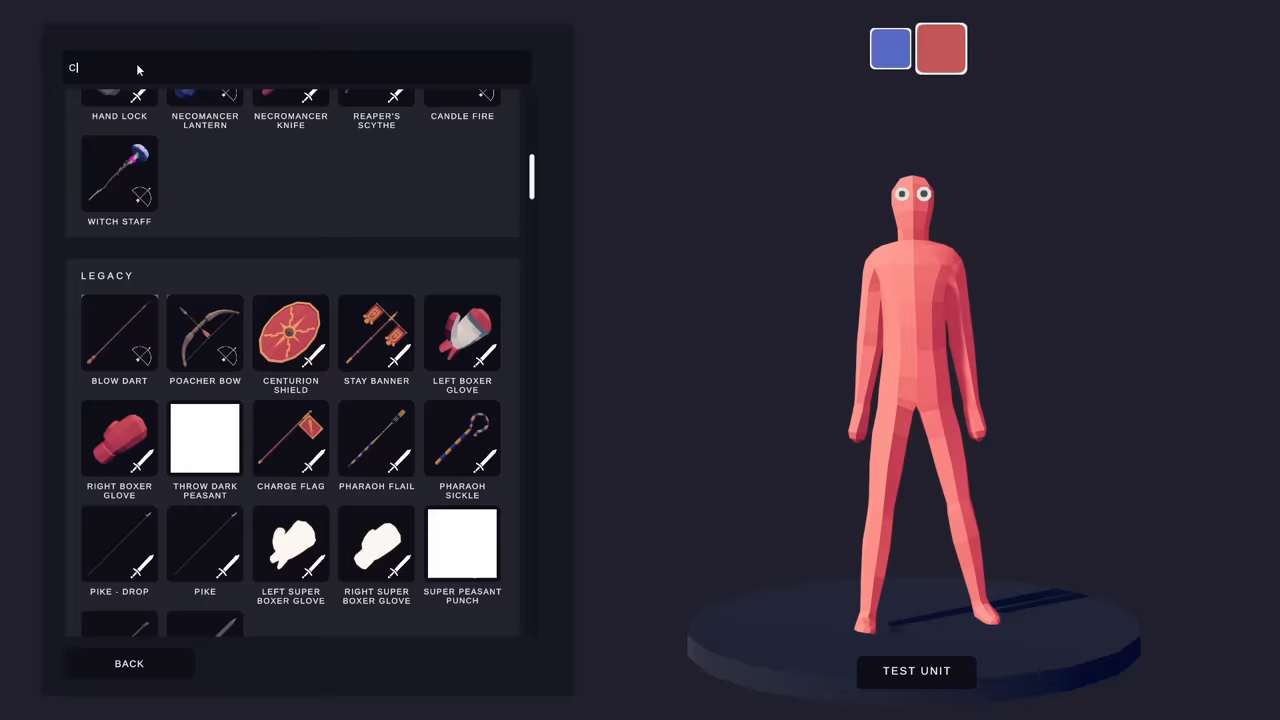 c
HAND LOCK
NECOMANCER
LANTERN
NECROMANCER
KNIFE
REAPER'S
SCYTHE
CANDLE FIRE
WITCH STAFF
LEGACY
BLOW DART
POACHER BOW
CENTURION
SHIELD
STAY BANNER
LEFT BOXER
GLOVE
RIGHT BOXER
GLOVE
THROW DARK
PEASANT
CHARGE FLAG
PHARAOH FLAIL
PHARAOH
SICKLE
PIKE - DROP
PIKE
LEFT SUPER
BOXER GLOVE
RIGHT SUPER
BOXER GLOVE
SUPER PEASANT
PUNCH
BACK
TEST UNIT